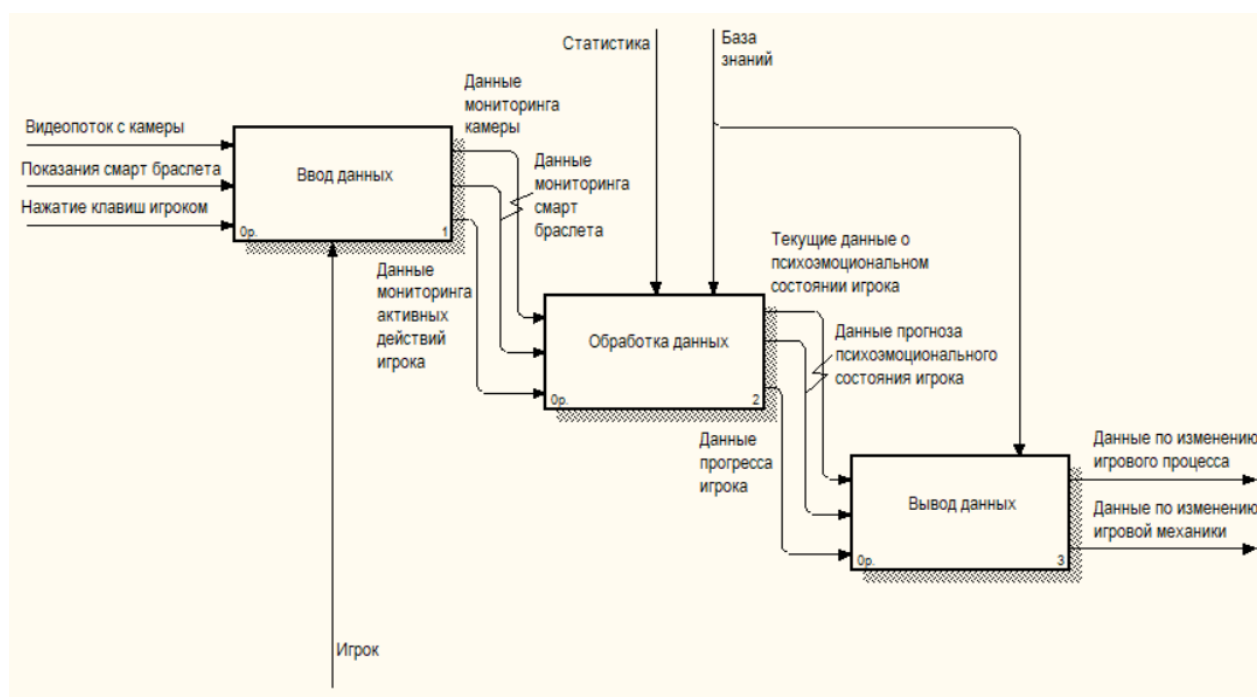 Статистика
База
знаний
Данные
мониторинга
камеры
Видеопоток с камеры
Показания смарт браслета
Нажатие клавиш игроком
Ввод данных
0р.
1
Данные
мониторинга
смарт
браслета
Данные
мониторинга
активных
действий
игрока
Текущие данные о
психоэмоциональном
состоянии игрока
Обработка данных
0р.
2
Данные прогноза
психоэмоционального
состояния игрока
Данные
прогресса
игрока
Вывод данных
0р.
3
Данные по изменению
игрового процесса
Данные по изменению
игровой механики
Игрок